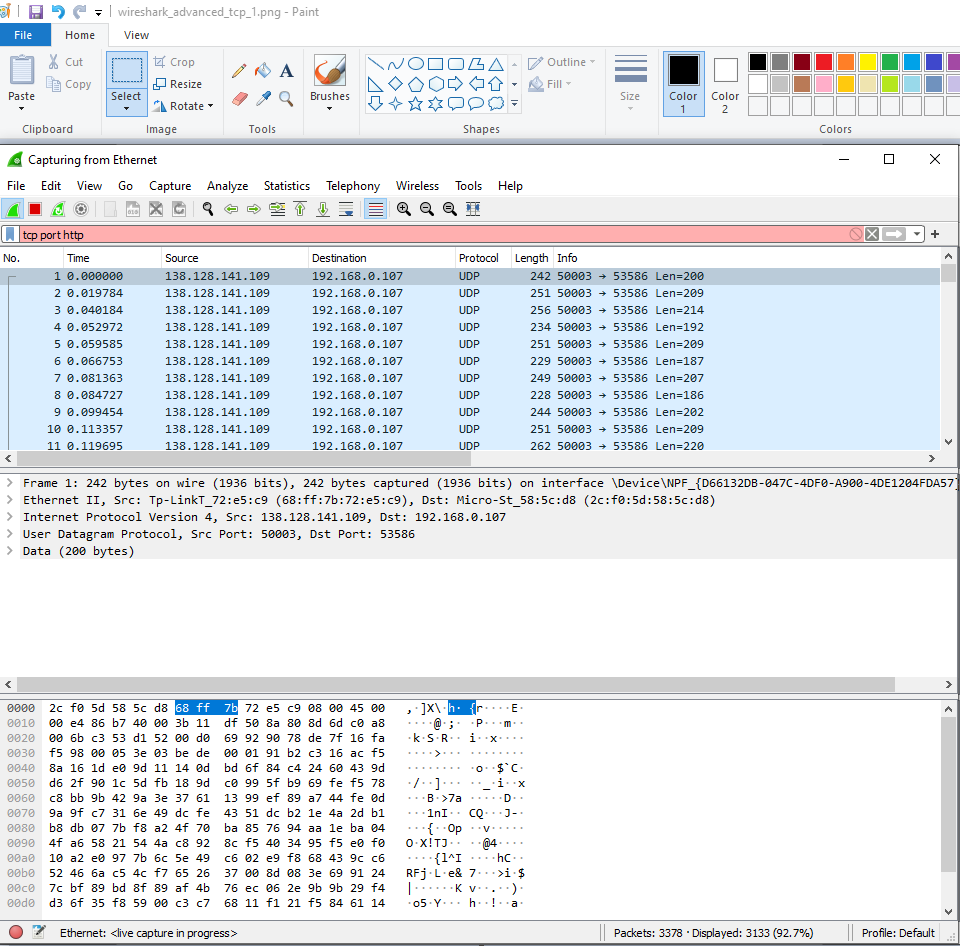 wireshark_advanced_tcp_1.png - Paint
File Home View
Paste Cut Copy
Clipboard
Select Crop Resize Rotate
Image
Tools
Brushes
Shapes
Outline Fill
Size
Color 1
Color 2
Colors
Capturing from Ethernet
File Edit View Go Capture Analyze Statistics Telephony Wireless Tools Help
tcp port http
No. Time Source Destination Protocol Length Info
1 0.000000 138.128.141.109 192.168.0.107 UDP 242 50003 → 53586 Len=200
2 0.019784 138.128.141.109 192.168.0.107 UDP 251 50003 → 53586 Len=209
3 0.040184 138.128.141.109 192.168.0.107 UDP 256 50003 → 53586 Len=214
4 0.052972 138.128.141.109 192.168.0.107 UDP 234 50003 → 53586 Len=192
5 0.059585 138.128.141.109 192.168.0.107 UDP 251 50003 → 53586 Len=209
6 0.066753 138.128.141.109 192.168.0.107 UDP 229 50003 → 53586 Len=187
7 0.081363 138.128.141.109 192.168.0.107 UDP 249 50003 → 53586 Len=207
8 0.084727 138.128.141.109 192.168.0.107 UDP 228 50003 → 53586 Len=186
9 0.099454 138.128.141.109 192.168.0.107 UDP 244 50003 → 53586 Len=202
10 0.113357 138.128.141.109 192.168.0.107 UDP 251 50003 → 53586 Len=209
11 0.119695 138.128.141.109 192.168.0.107 UDP 262 50003 → 53586 Len=220
Frame 1: 242 bytes on wire (1936 bits), 242 bytes captured (1936 bits) on interface \Device\NPF_{D66132DB-047C-4DF0-A900-4DE1204FDA57}
Ethernet II, Src: Tp-LinkT_72:e5:c9 (68:ff:7b:72:e5:c9), Dst: Micro-St_58:5c:d8 (2c:f0:5d:58:5c:d8)
Internet Protocol Version 4, Src: 138.128.141.109, Dst: 192.168.0.107
User Datagram Protocol, Src Port: 50003, Dst Port: 53586
Data (200 bytes)
0000 2c f0 5d 58 5c d8 68 ff 7b 72 e5 c9 08 00 45 00 ,·]X\·h·{r····E·
0010 00 e4 86 b7 40 00 3b 11 df 50 8a 80 8d 6d c0 a8 ····@·;··P···m··
0020 00 6b c3 53 d1 52 00 d0 69 92 90 78 de 7f 16 fa ·k·S·R··i··x····
0030 f5 98 00 05 3e 03 be de 00 01 91 b2 c3 16 ac f5 ····>···········
0040 8a 16 1d e0 9d 11 14 0d bd 6f 84 c4 24 60 43 9d ·········o··$`C·
0050 d6 2f 90 1c 5d fb 18 9d c0 99 5f b9 69 fe f5 78 ·/··]·····_·i··x
0060 c8 bb 9b 42 9a 3e 37 61 13 99 ef 89 a7 44 fe 0d ···B·>7a·····D··
0070 9a 9f c7 31 6e 49 dc fe 43 51 dc b2 1e 4a 2d b1 ···1nI··CQ···J-·
0080 b8 db 07 7b f8 a2 4f 70 ba 85 76 94 aa 1e ba 04 ···{··Op··v·····
0090 4f a6 58 21 54 4a c8 92 8c f5 40 34 95 f5 e0 f0 O·X!TJ····@4····
00a0 10 a2 e0 97 7b 6c 5e 49 c6 02 e9 f8 68 43 9c c6 ····{l^I····hC··
00b0 52 46 6a c5 4c f7 65 26 37 00 8d 08 3e 69 91 24 RFj·L·e&7···>i·$
00c0 7c bf 89 bd 8f 89 af 4b 76 ec 06 2e 9b 9b 29 f4 |······Kv··.··)·
00d0 d3 6f 35 f8 59 00 c3 c7 68 11 f1 21 f5 84 61 14 ·o5·Y···h··!··a·
Ethernet: <live capture in progress> Packets: 3378 · Displayed: 3133 (92.7%) Profile: Default